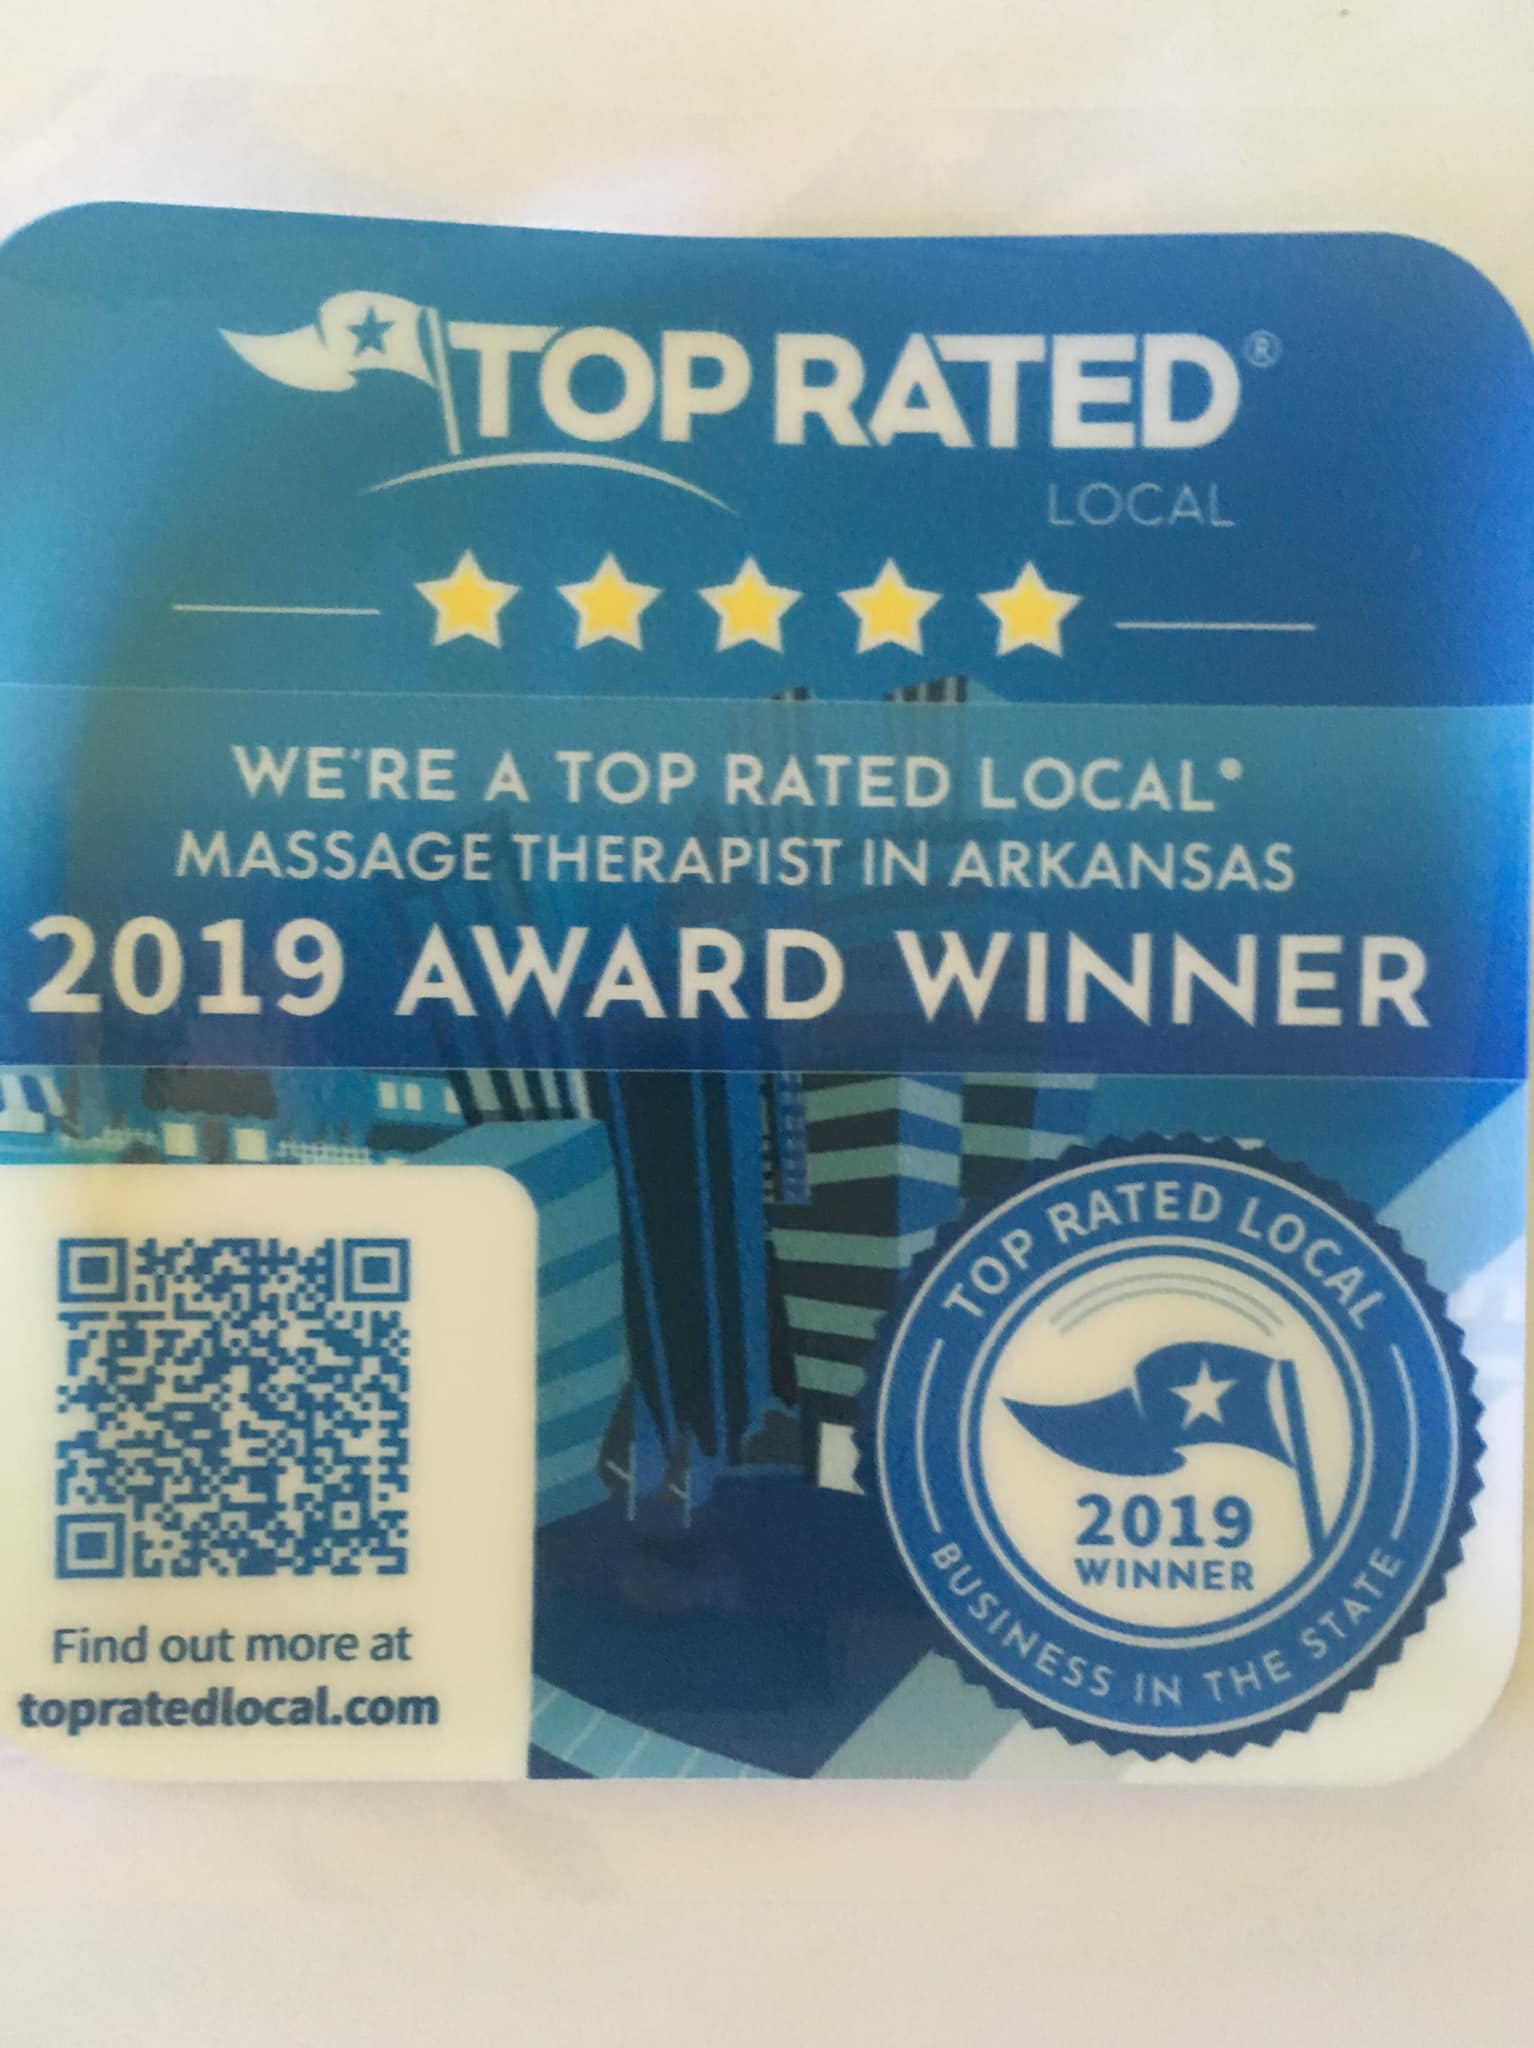 TOP RATED®
LOCAL
WE'RE A TOP RATED LOCAL®
MASSAGE THERAPIST IN ARKANSAS
2019 AWARD WINNER
Find out more at
topratedlocal.com
TOP RATED LOCAL
2019
WINNER
BUSINESS IN THE STATE